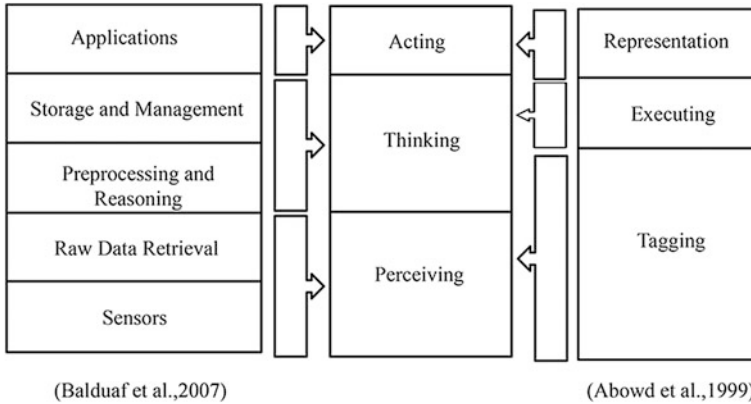 Applications
Storage and Management
Preprocessing and
Reasoning
Raw Data Retrieval
Sensors
(Balduaf et al.,2007)
Acting
Thinking
Perceiving
Representation
Executing
Tagging
(Abowd et al.,1999)